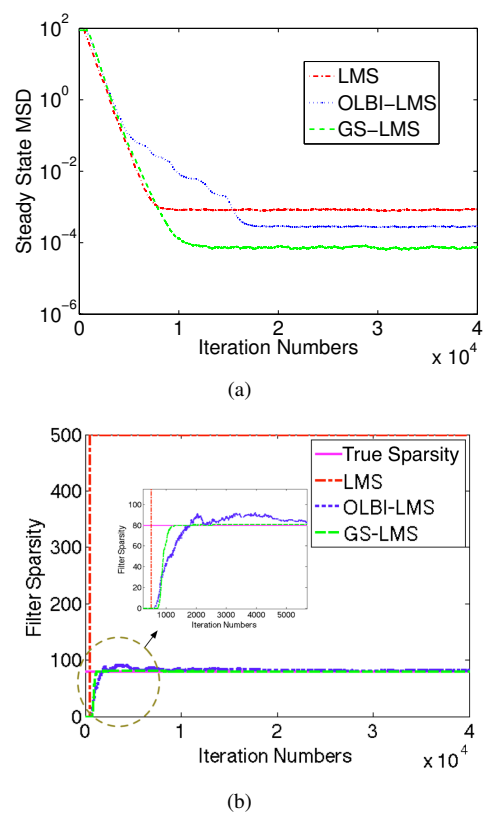 10^2
10^0
10^-2
10^-4
10^-6
Steady State MSD
LMS
OLBI-LMS
GS-LMS
0 1 2 3 4
Iteration Numbers
x 10^4
(a)
500
400
300
200
100
0
Filter Sparsity
True Sparsity
LMS
OLBI-LMS
GS-LMS
100
80
60
40
20
0
Filter Sparsity
1000 2000 3000 4000 5000
Iteration Numbers
0 1 2 3 4
Iteration Numbers
x 10^4
(b)